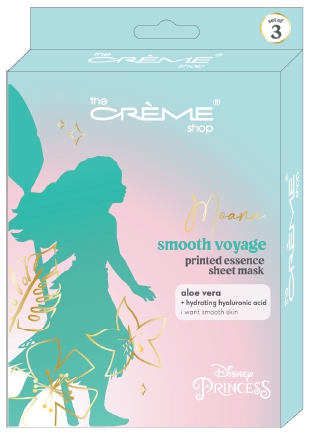 set of
3
the
CRÈME®
shop
Moana
smooth voyage
printed essence
sheet mask
aloe vera
+ hydrating hyaluronic acid
i want smooth skin
Disney
PRINCESS
the
CRÈME®
shop